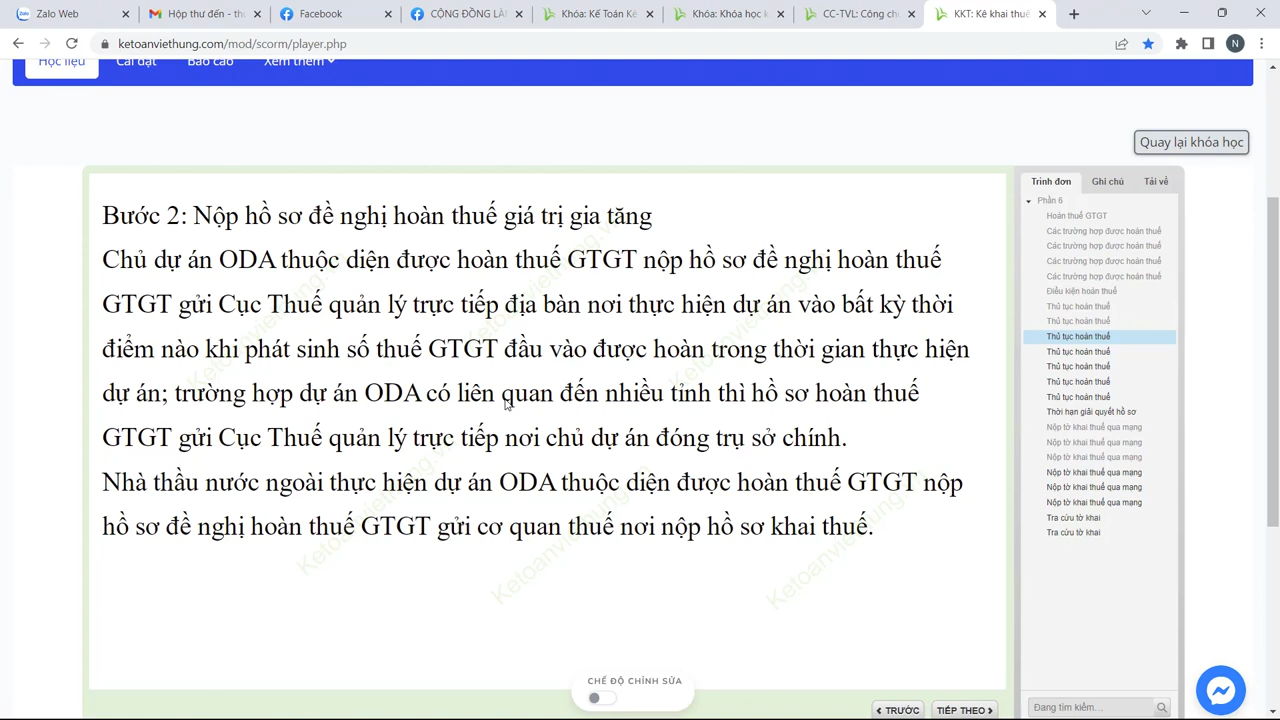 Zalo Web
Hộp thư đến - th
Facebook
CỘNG ĐỒNG LÀ
Khóa: Kế Toán Kê
Khóa: Khóa học k
CC-TVL: Công ch
KKT: Kê khai thuế
ketoanviethung.com/mod/scorm/player.php
N
Học liệu
Cài đặt
Báo cáo
Xem thêm
Quay lại khóa học
Bước 2: Nộp hồ sơ đề nghị hoàn thuế giá trị gia tăng
Chủ dự án ODA thuộc diện được hoàn thuế GTGT nộp hồ sơ đề nghị hoàn thuế
GTGT gửi Cục Thuế quản lý trực tiếp địa bàn nơi thực hiện dự án vào bất kỳ thời
điểm nào khi phát sinh số thuế GTGT đầu vào được hoàn trong thời gian thực hiện
dự án; trường hợp dự án ODA có liên quan đến nhiều tỉnh thì hồ sơ hoàn thuế
GTGT gửi Cục Thuế quản lý trực tiếp nơi chủ dự án đóng trụ sở chính.
Nhà thầu nước ngoài thực hiện dự án ODA thuộc diện được hoàn thuế GTGT nộp
hồ sơ đề nghị hoàn thuế GTGT gửi cơ quan thuế nơi nộp hồ sơ khai thuế.
CHẾ ĐỘ CHỈNH SỬA
TRƯỚC
TIẾP THEO
Trình đơn
Ghi chú
Tải về
Phần 6
Hoàn thuế GTGT
Các trường hợp được hoàn thuế
Các trường hợp được hoàn thuế
Các trường hợp được hoàn thuế
Các trường hợp được hoàn thuế
Điều kiện hoàn thuế
Thủ tục hoàn thuế
Thủ tục hoàn thuế
Thủ tục hoàn thuế
Thủ tục hoàn thuế
Thủ tục hoàn thuế
Thủ tục hoàn thuế
Thủ tục hoàn thuế
Thời hạn giải quyết hồ sơ
Nộp tờ khai thuế qua mạng
Nộp tờ khai thuế qua mạng
Nộp tờ khai thuế qua mạng
Nộp tờ khai thuế qua mạng
Nộp tờ khai thuế qua mạng
Nộp tờ khai thuế qua mạng
Tra cứu tờ khai
Tra cứu tờ khai
Đang tìm kiếm...